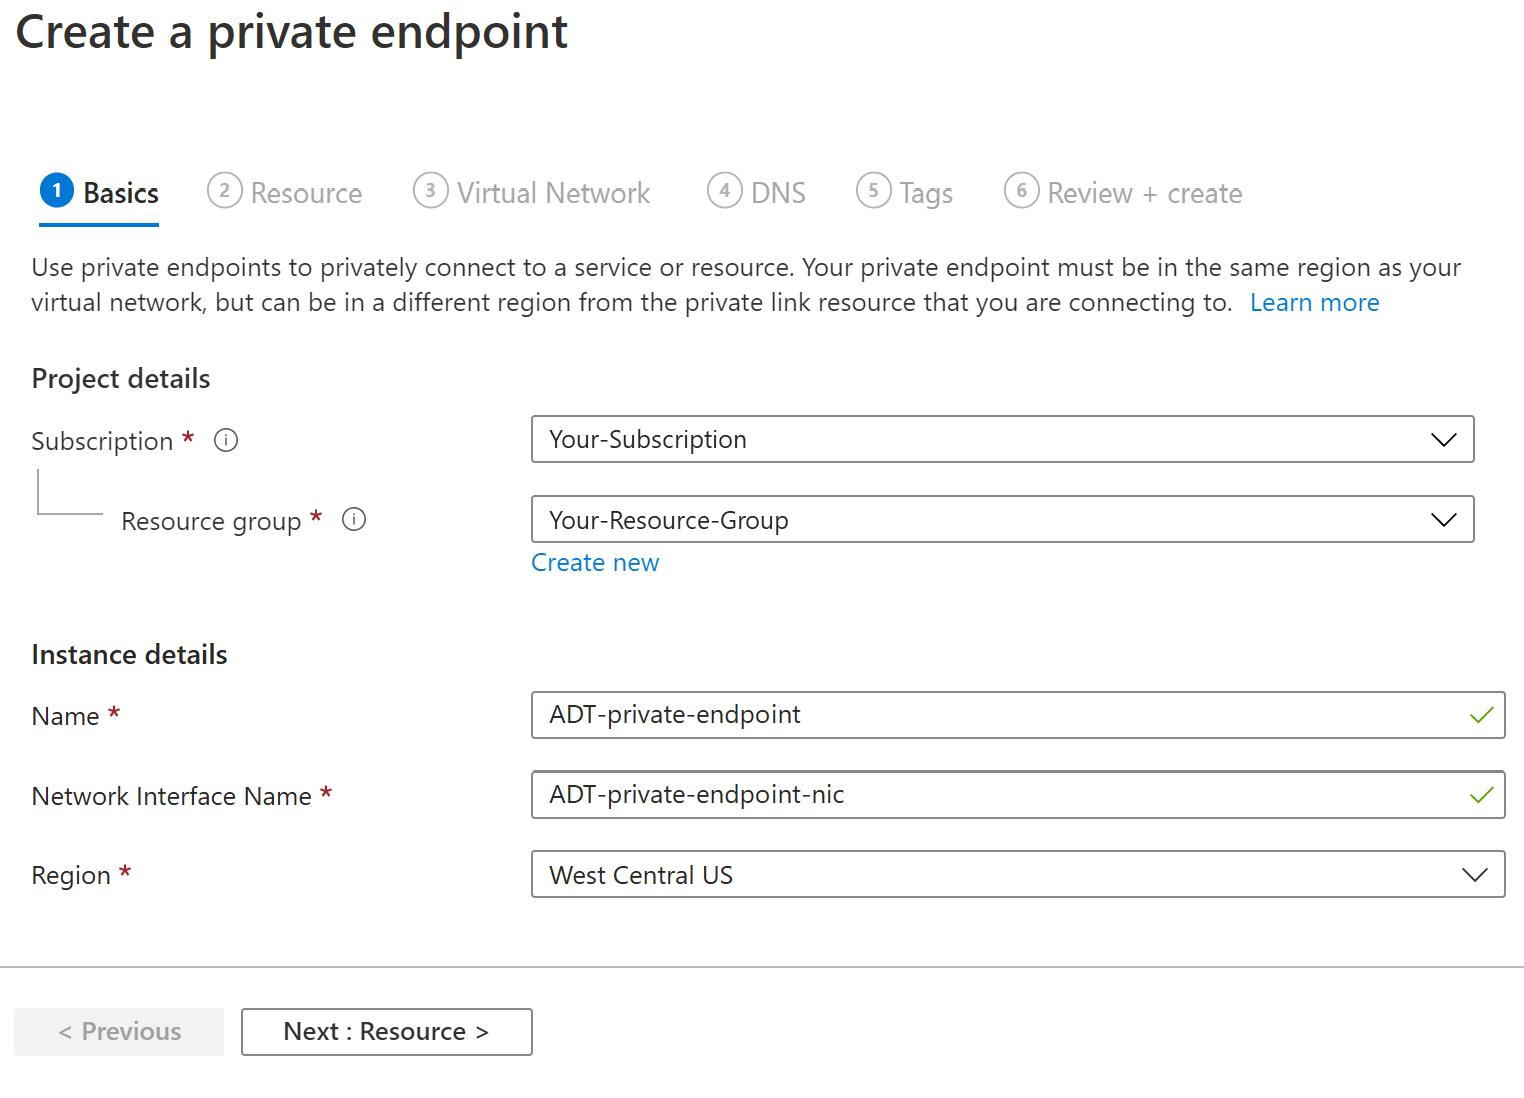 Create a private endpoint
1 Basics 2 Resource 3 Virtual Network 4 DNS 5 Tags 6 Review + create
Use private endpoints to privately connect to a service or resource. Your private endpoint must be in the same region as your
virtual network, but can be in a different region from the private link resource that you are connecting to. Learn more
Project details
Subscription * Your-Subscription
Resource group * Your-Resource-Group
Create new
Instance details
Name * ADT-private-endpoint
Network Interface Name * ADT-private-endpoint-nic
Region * West Central US
< Previous Next : Resource >